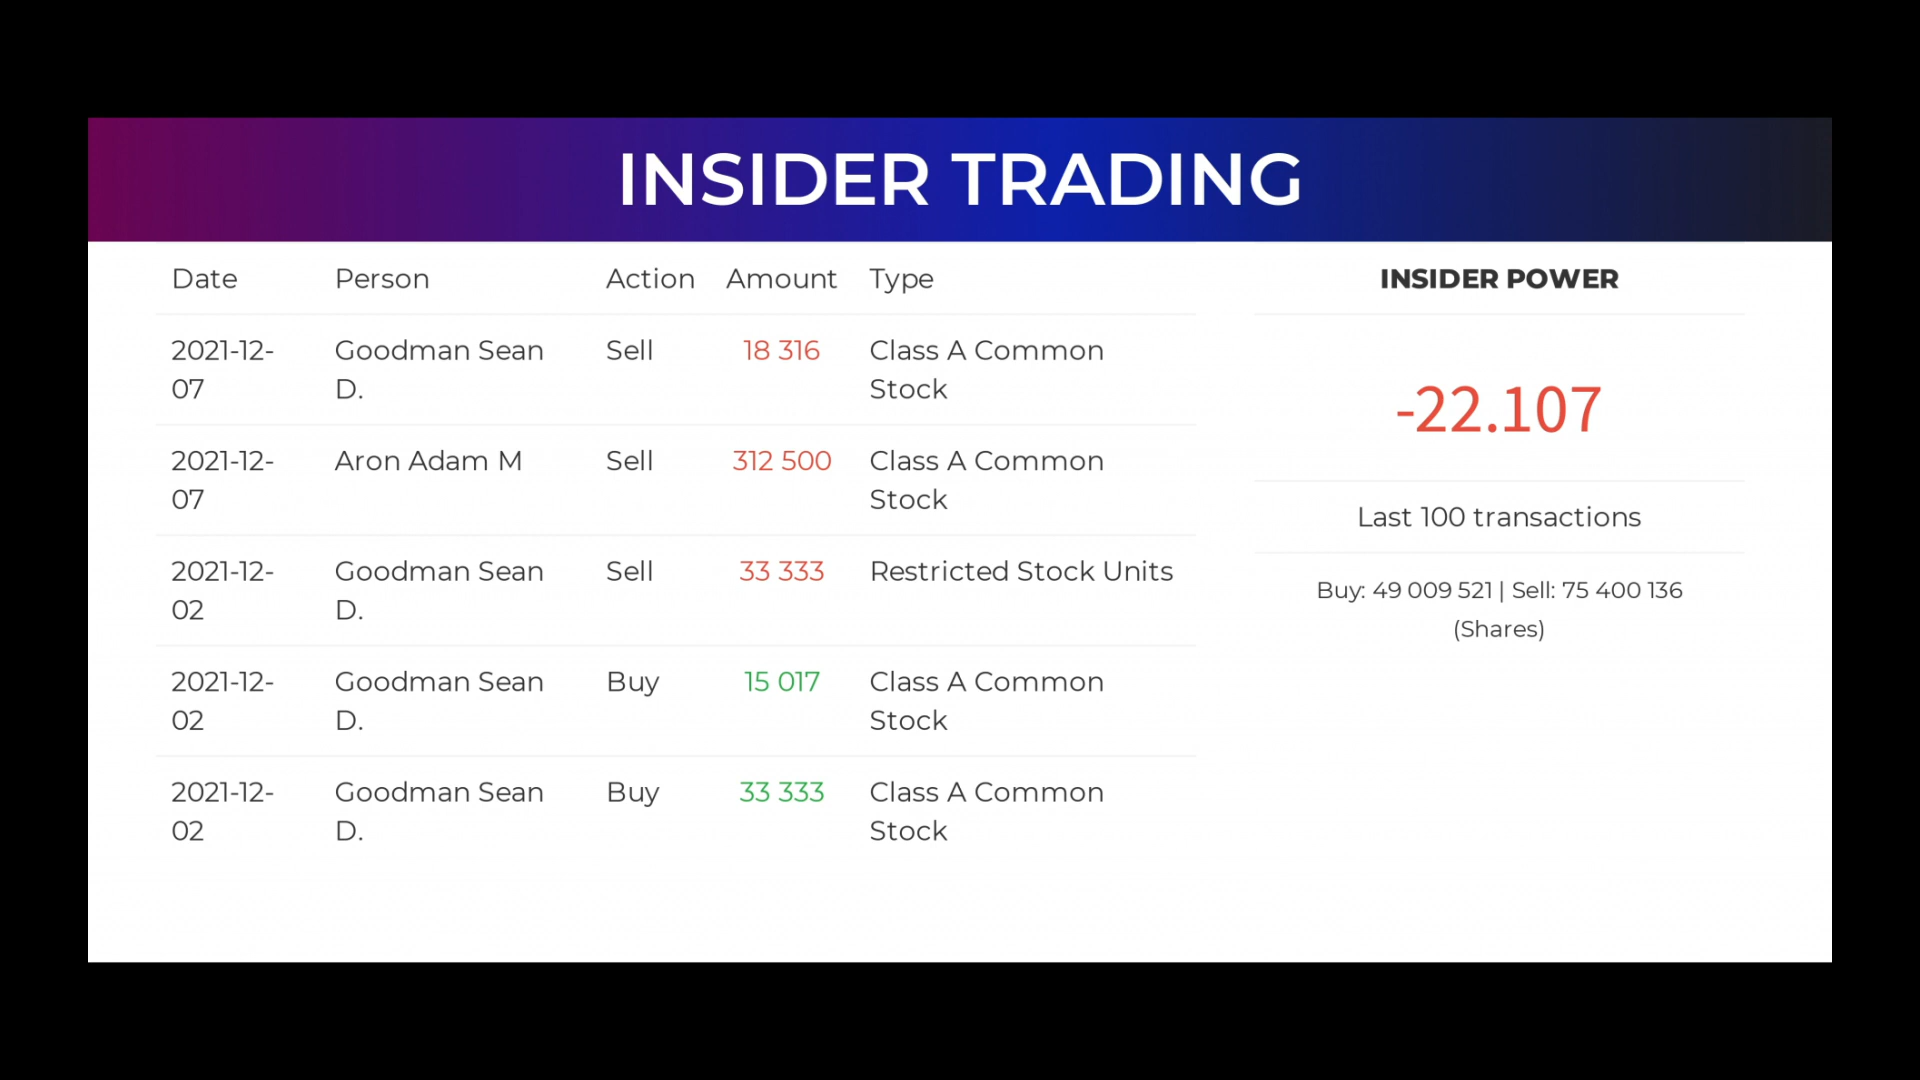 INSIDER TRADING
Date Person Action Amount Type
2021-12- Goodman Sean Sell 18 316 Class A Common
07 D. Stock
2021-12- Aron Adam M Sell 312 500 Class A Common
07 Stock
2021-12- Goodman Sean Sell 33 333 Restricted Stock Units
02 D.
2021-12- Goodman Sean Buy 15 017 Class A Common
02 D. Stock
2021-12- Goodman Sean Buy 33 333 Class A Common
02 D. Stock
INSIDER POWER
-22.107
Last 100 transactions
Buy: 49 009 521 | Sell: 75 400 136
(Shares)